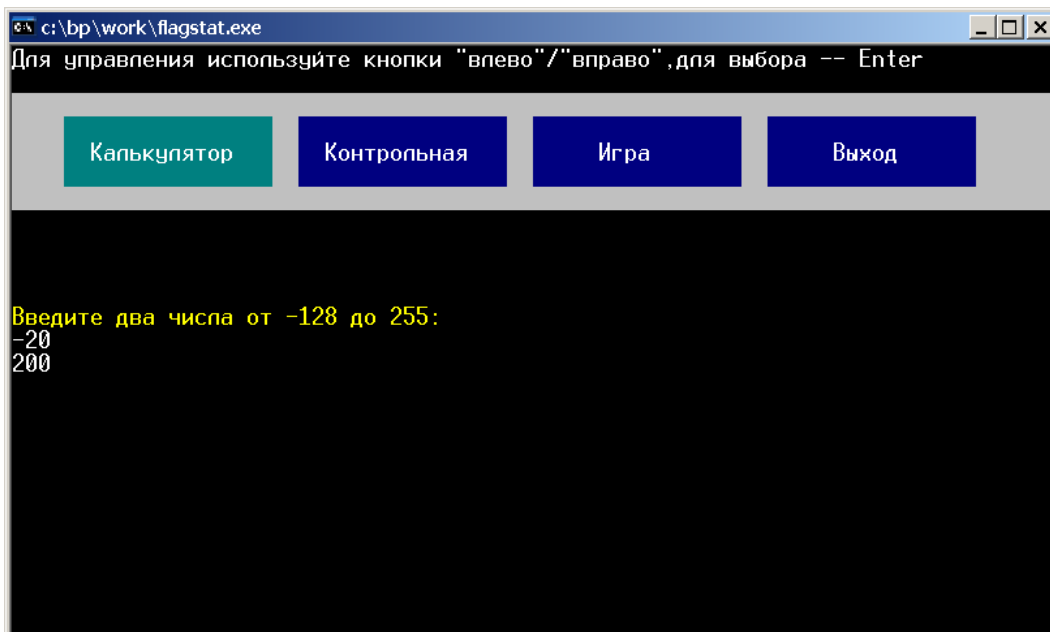 c:\bp\work\flagstat.exe
Для управления используйте кнопки "влево"/"вправо",для выбора -- Enter
Калькулятор Контрольная Игра Выход
Введите два числа от -128 до 255:
-20
200